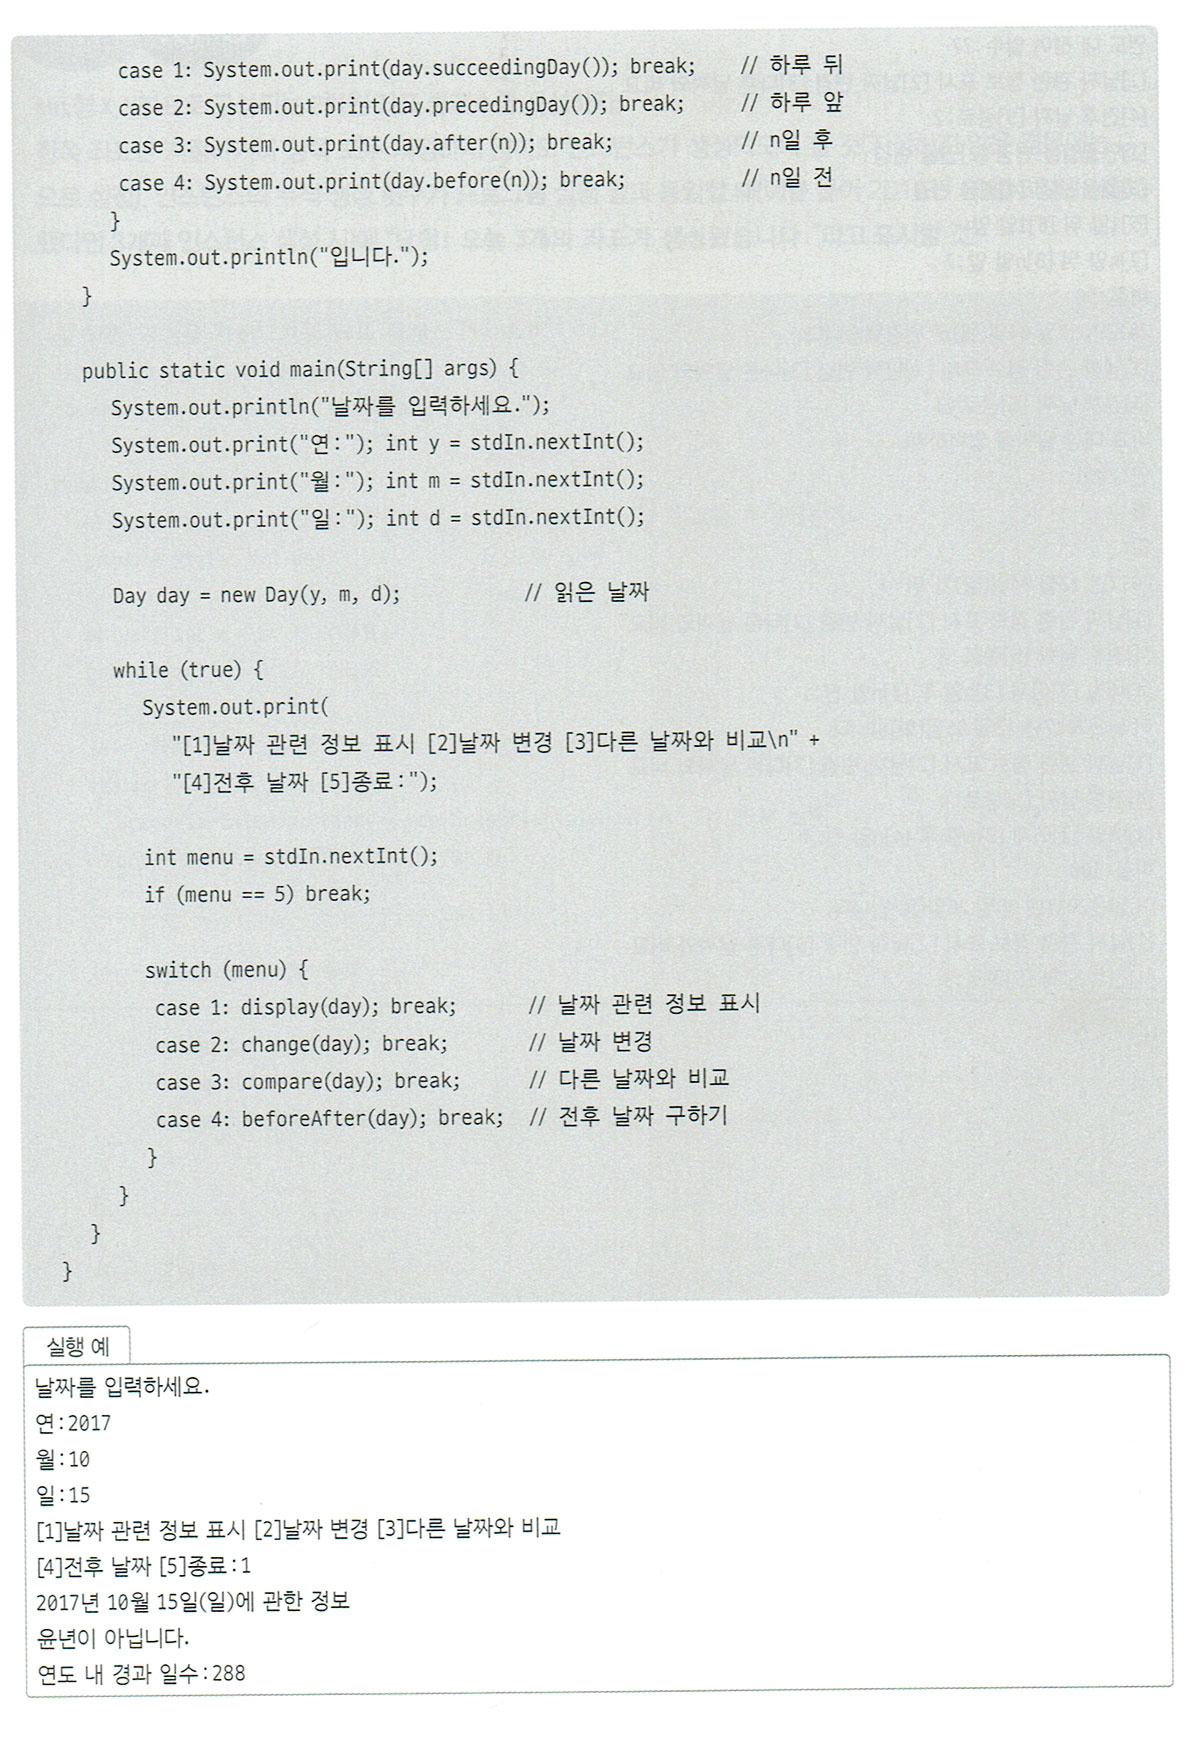 case 1: System.out.print(day.succeedingDay()); break; // 하루 뒤
case 2: System.out.print(day.precedingDay()); break; // 하루 앞
case 3: System.out.print(day.after(n)); break; // n일 후
case 4: System.out.print(day.before(n)); break; // n일 전
}
System.out.println("입니다.");
}
public static void main(String[] args) {
System.out.println("날짜를 입력하세요.");
System.out.print("연:"); int y = stdIn.nextInt();
System.out.print("월:"); int m = stdIn.nextInt();
System.out.print("일:"); int d = stdIn.nextInt();
Day day = new Day(y, m, d); // 읽은 날짜
while (true) {
System.out.print(
"[1]날짜 관련 정보 표시 [2]날짜 변경 [3]다른 날짜와 비교\n" +
"[4]전후 날짜 [5]종료:");
int menu = stdIn.nextInt();
if (menu == 5) break;
switch (menu) {
case 1: display(day); break; // 날짜 관련 정보 표시
case 2: change(day); break; // 날짜 변경
case 3: compare(day); break; // 다른 날짜와 비교
case 4: beforeAfter(day); break; // 전후 날짜 구하기
}
}
}
}
실행 예
날짜를 입력하세요.
연:2017
월:10
일:15
[1]날짜 관련 정보 표시 [2]날짜 변경 [3]다른 날짜와 비교
[4]전후 날짜 [5]종료:1
2017년 10월 15일(일)에 관한 정보
윤년이 아닙니다.
연도 내 경과 일수:288